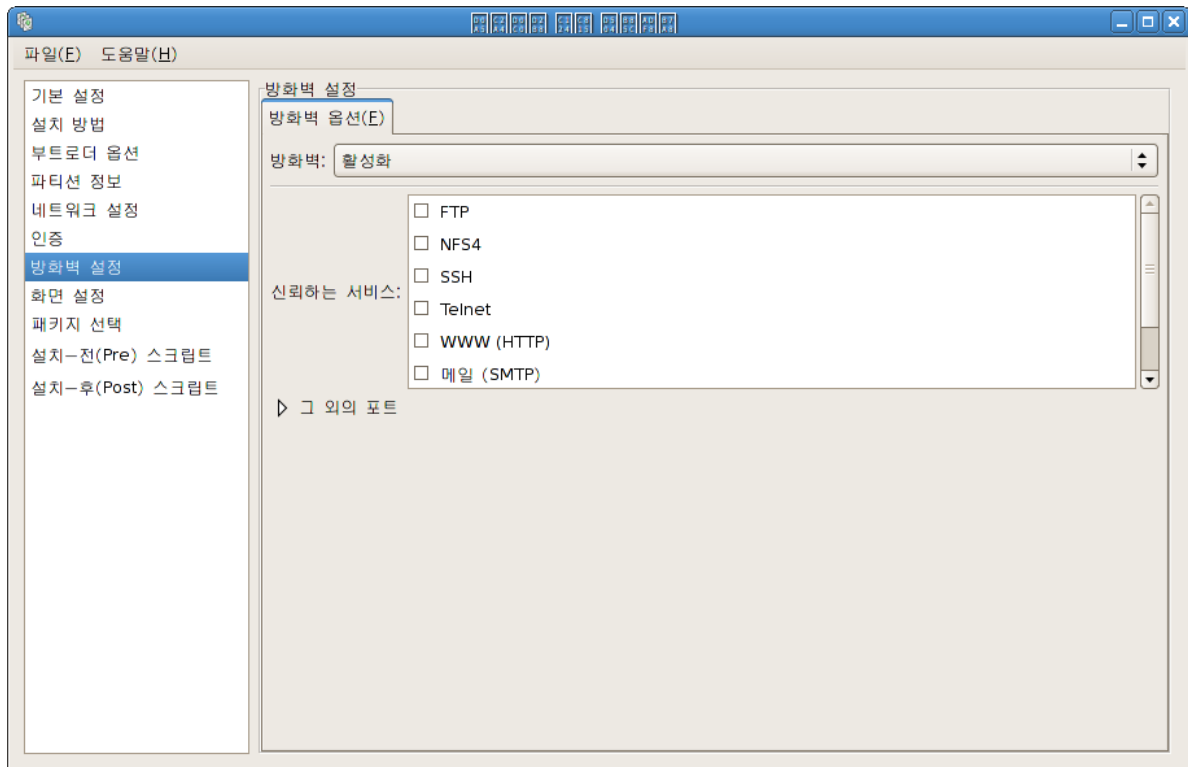 파일(F) 도움말(H)
기본 설정
설치 방법
부트로더 옵션
파티션 정보
네트워크 설정
인증
방화벽 설정
화면 설정
패키지 선택
설치—전(Pre) 스크립트
설치—후(Post) 스크립트
방화벽 설정
방화벽 옵션(F)
방화벽: 활성화
신뢰하는 서비스:
FTP
NFS4
SSH
Telnet
WWW (HTTP)
메일 (SMTP)
그 외의 포트